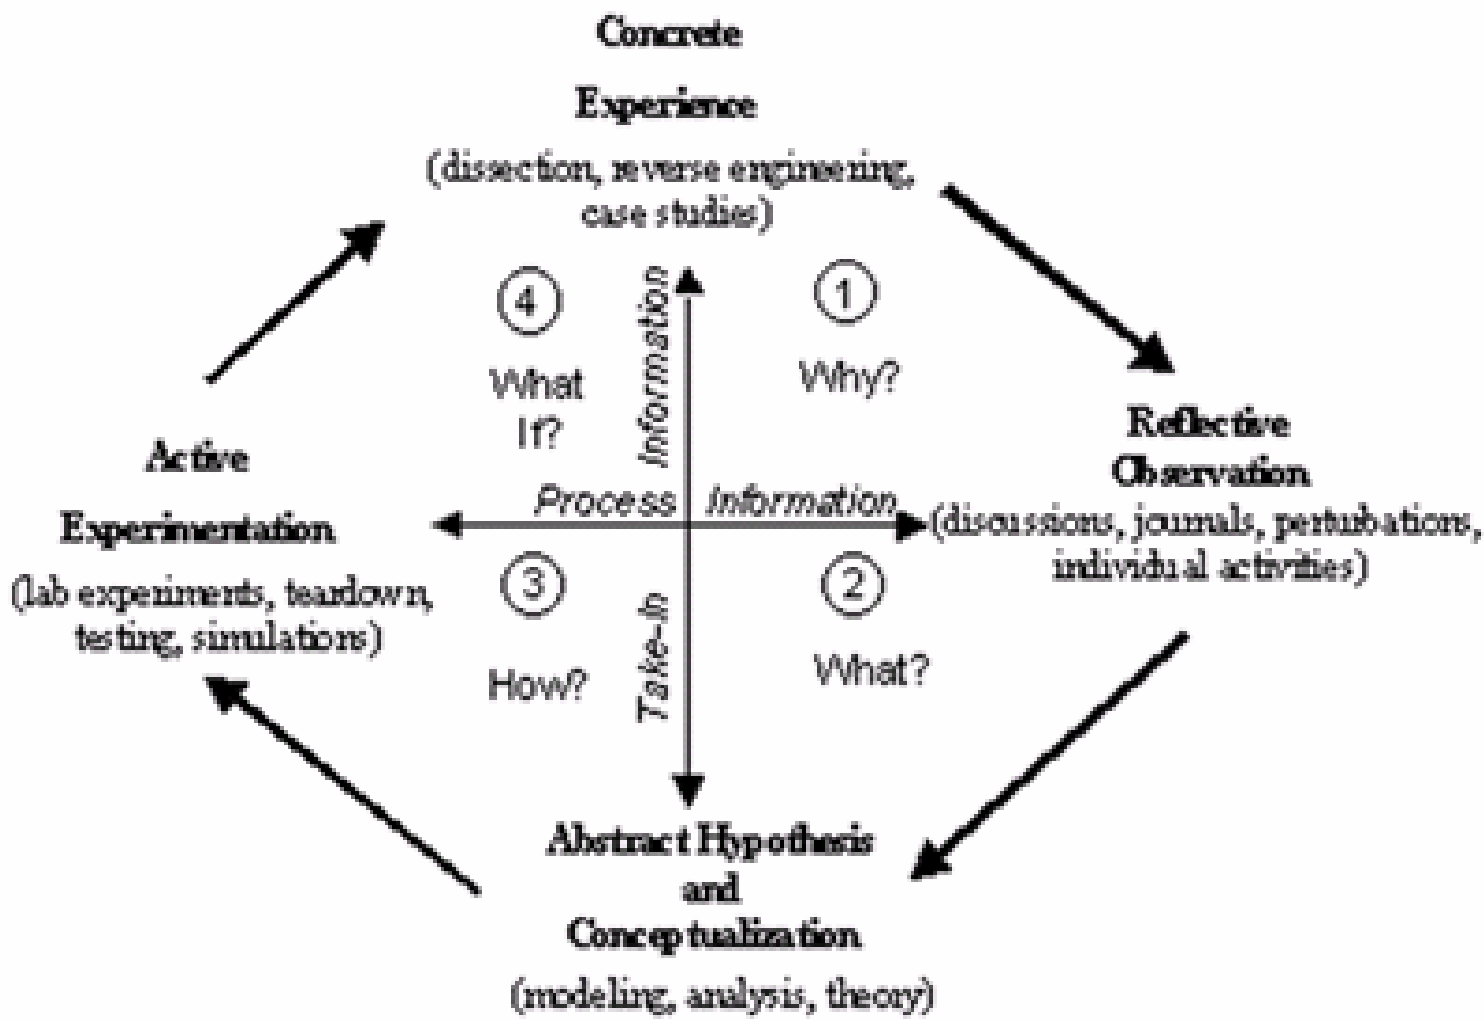 Concrete
Experience
(dissection, reverse engineering,
case studies)
4
What
If?
Information
1
Why?
Reflective
Observation
(discussions, journals, perturbations,
individual activities)
Active
Experimentation
(lab experiments, teardown,
testing, simulations)
Process Information
3
How?
Take-In
2
What?
Abstract Hypothesis
and
Conceptualization
(modeling, analysis, theory)